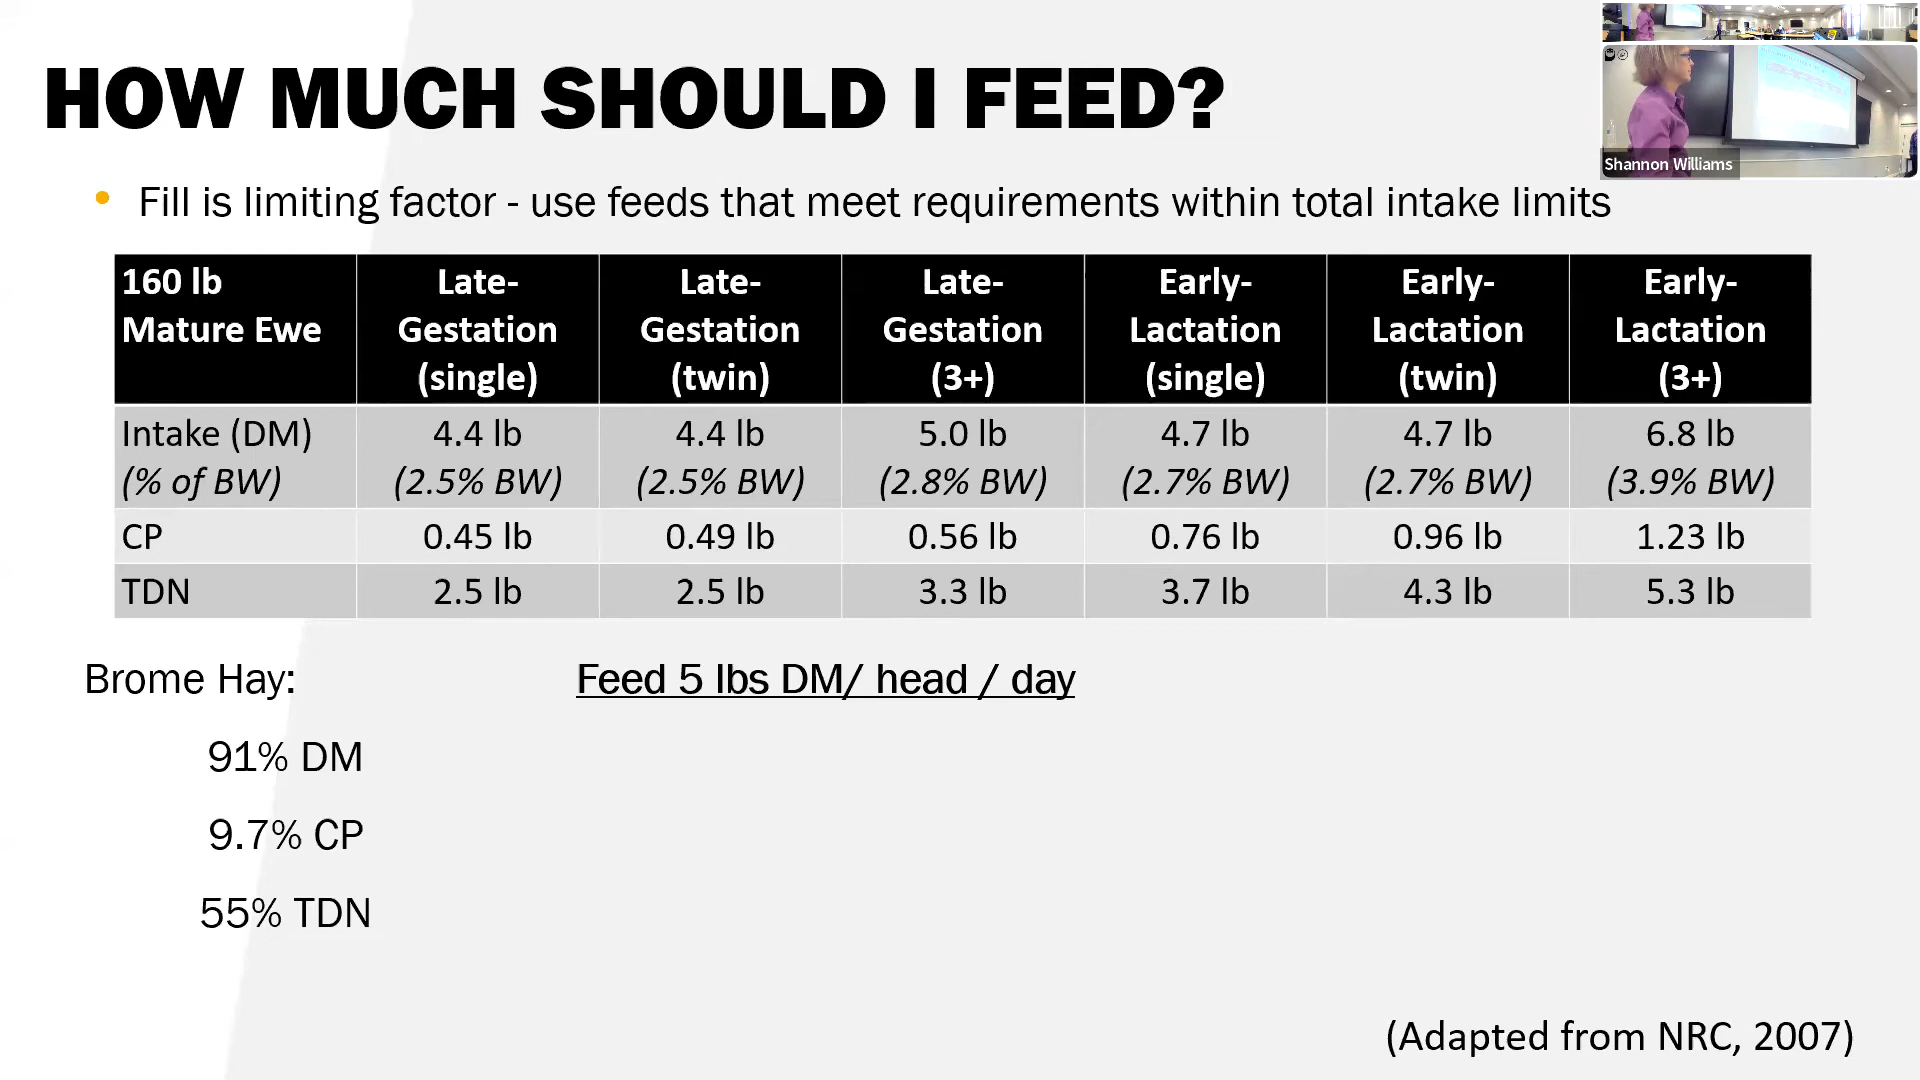 HOW MUCH SHOULD I FEED?
Shannon Williams
• Fill is limiting factor - use feeds that meet requirements within total intake limits
160 lb Mature Ewe | Late-Gestation (single) | Late-Gestation (twin) | Late-Gestation (3+) | Early-Lactation (single) | Early-Lactation (twin) | Early-Lactation (3+)
Intake (DM) (% of BW) | 4.4 lb (2.5% BW) | 4.4 lb (2.5% BW) | 5.0 lb (2.8% BW) | 4.7 lb (2.7% BW) | 4.7 lb (2.7% BW) | 6.8 lb (3.9% BW)
CP | 0.45 lb | 0.49 lb | 0.56 lb | 0.76 lb | 0.96 lb | 1.23 lb
TDN | 2.5 lb | 2.5 lb | 3.3 lb | 3.7 lb | 4.3 lb | 5.3 lb
Brome Hay: Feed 5 lbs DM/ head / day
91% DM
9.7% CP
55% TDN
(Adapted from NRC, 2007)